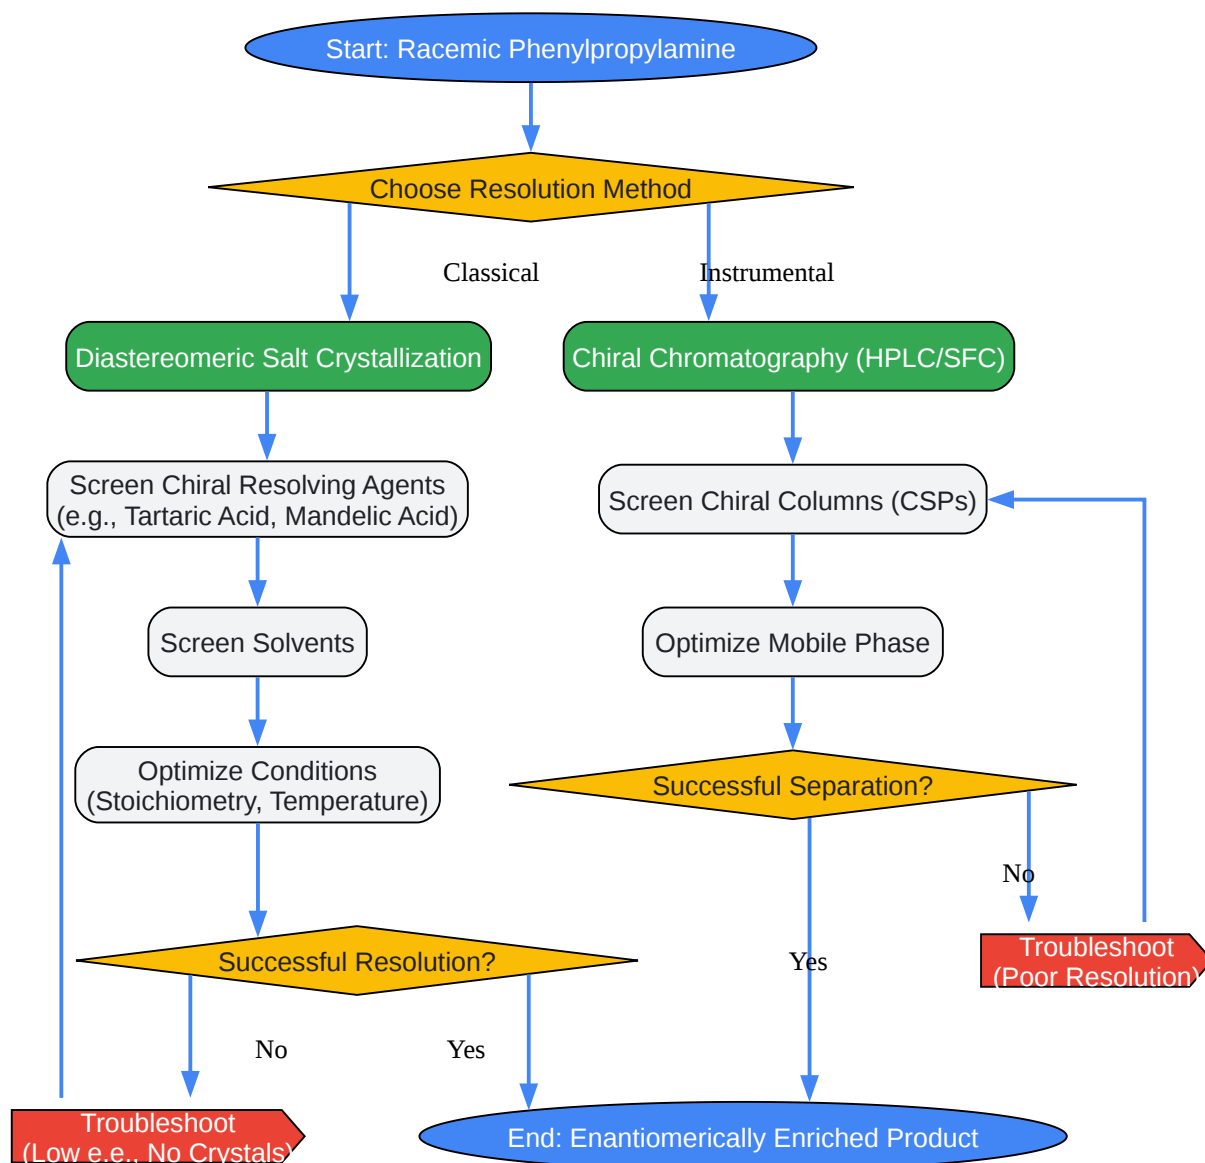 Start: Racemic Phenylpropylamine
Choose Resolution Method
Classical
Instrumental
Diastereomeric Salt Crystallization
Chiral Chromatography (HPLC/SFC)
Screen Chiral Resolving Agents
(e.g., Tartaric Acid, Mandelic Acid)
Screen Chiral Columns (CSPs)
Screen Solvents
Optimize Mobile Phase
Optimize Conditions
(Stoichiometry, Temperature)
Successful Separation?
No
Successful Resolution?
Yes
Troubleshoot
(Poor Resolution)
No
Yes
Troubleshoot
(Low e.e., No Crystals)
End: Enantiomerically Enriched Product